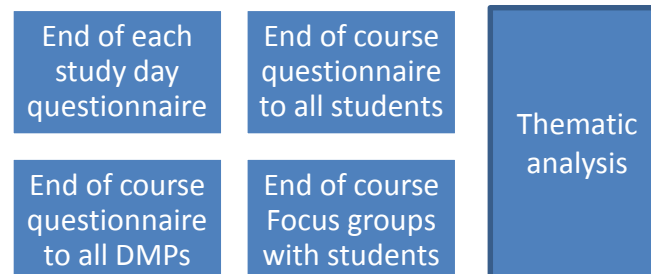 End of each
study day
questionnaire
End of course
questionnaire
to all students
Thematic
analysis
End of course
questionnaire
to all DMPs
End of course
Focus groups
with students